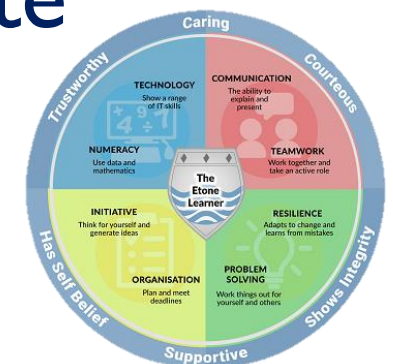 te
Caring
Courteous
Shows Integrity
Supportive
Has Self Belief
Trustworthy
TECHNOLOGY
Show a range
of IT skills
COMMUNICATION
The ability to
explain and
present
NUMERACY
Use data and
mathematics
TEAMWORK
Work together and
take an active role
The
Etone
Learner
INITIATIVE
Think for yourself and
generate ideas
RESILIENCE
Adapts to change and
learns from mistakes
ORGANISATION
Plan and meet
deadlines
PROBLEM
SOLVING
Work things out for
yourself and others